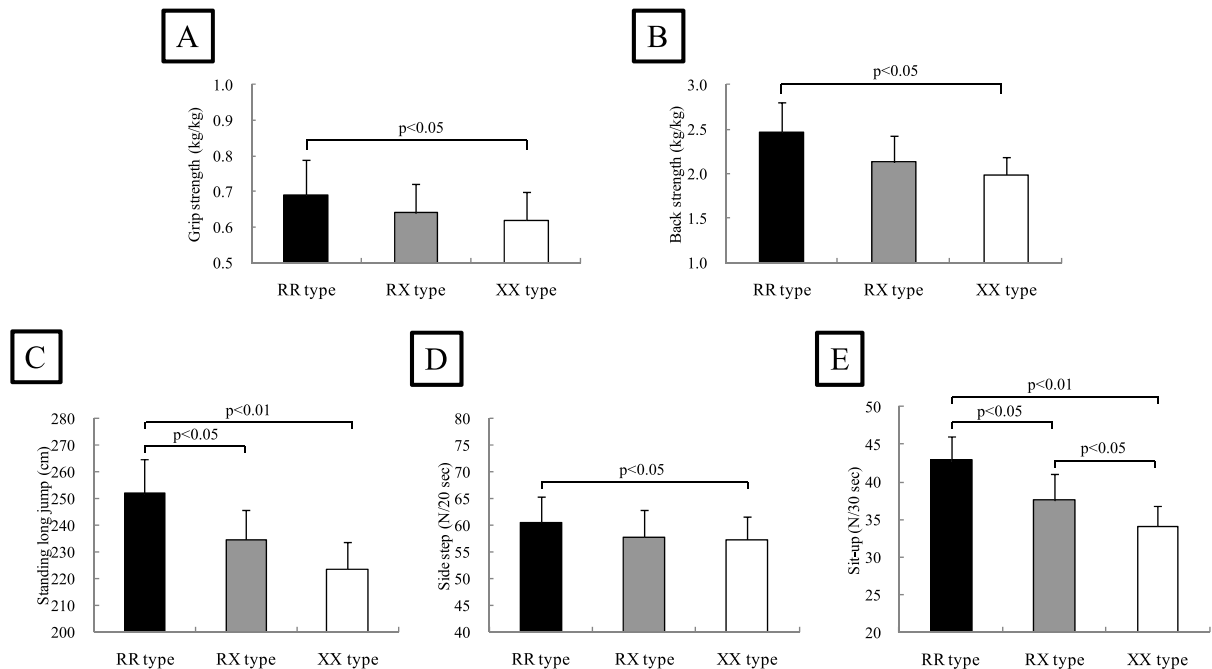 A
Grip strength (kg/kg)
1.0
0.9
0.8
0.7
0.6
0.5
p<0.05
RR type
RX type
XX type
B
Back strength (kg/kg)
3.0
2.5
2.0
1.5
1.0
p<0.05
RR type
RX type
XX type
C
Standing long jump (cm)
280
270
260
250
240
230
220
210
200
p<0.01
p<0.05
RR type
RX type
XX type
D
Side step (N/20 sec)
80
75
70
65
60
55
50
45
40
p<0.05
RR type
RX type
XX type
E
Sit-up (N/30 sec)
50
45
40
35
30
25
20
p<0.01
p<0.05
p<0.05
RR type
RX type
XX type